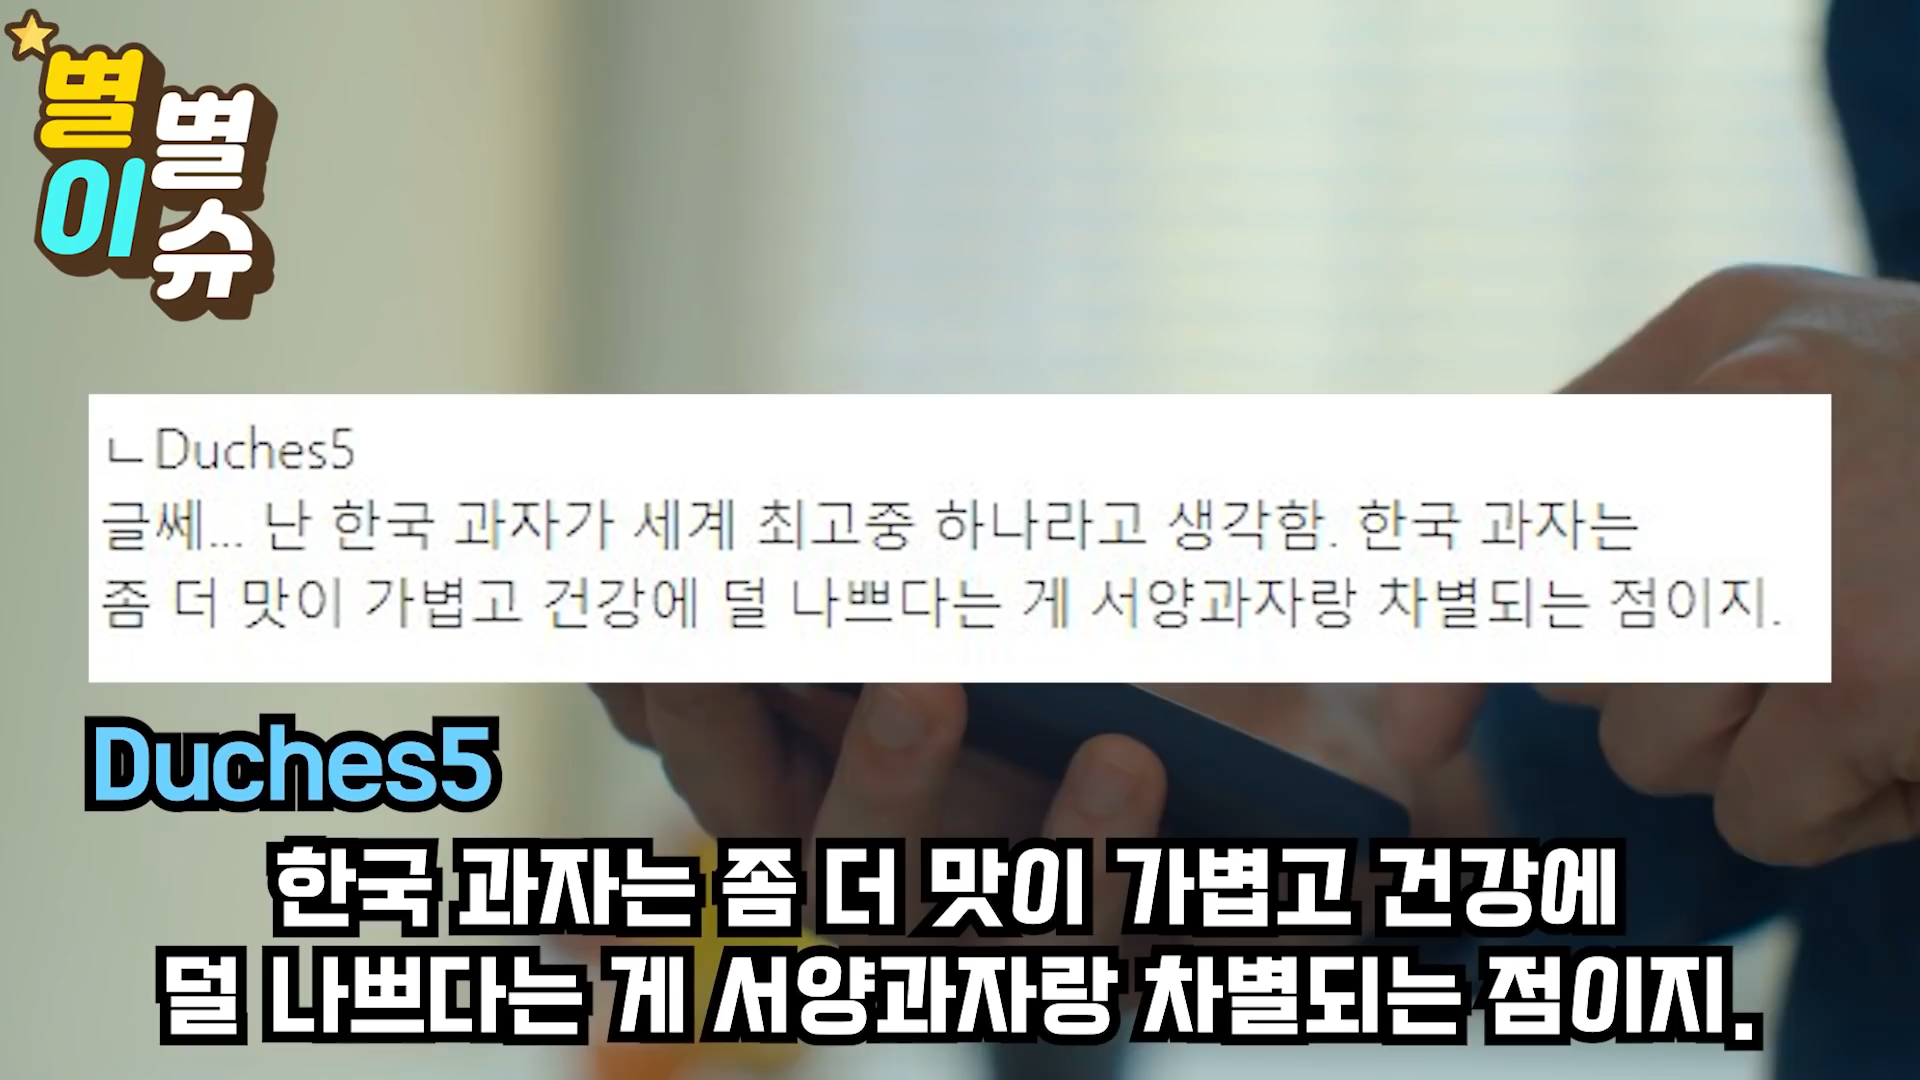 별별
이슈
ㄴDuches5
글쎄... 난 한국 과자가 세계 최고중 하나라고 생각함. 한국 과자는
좀 더 맛이 가볍고 건강에 덜 나쁘다는 게 서양과자랑 차별되는 점이지.
Duches5
한국 과자는 좀 더 맛이 가볍고 건강에
덜 나쁘다는 게 서양과자랑 차별되는 점이지.